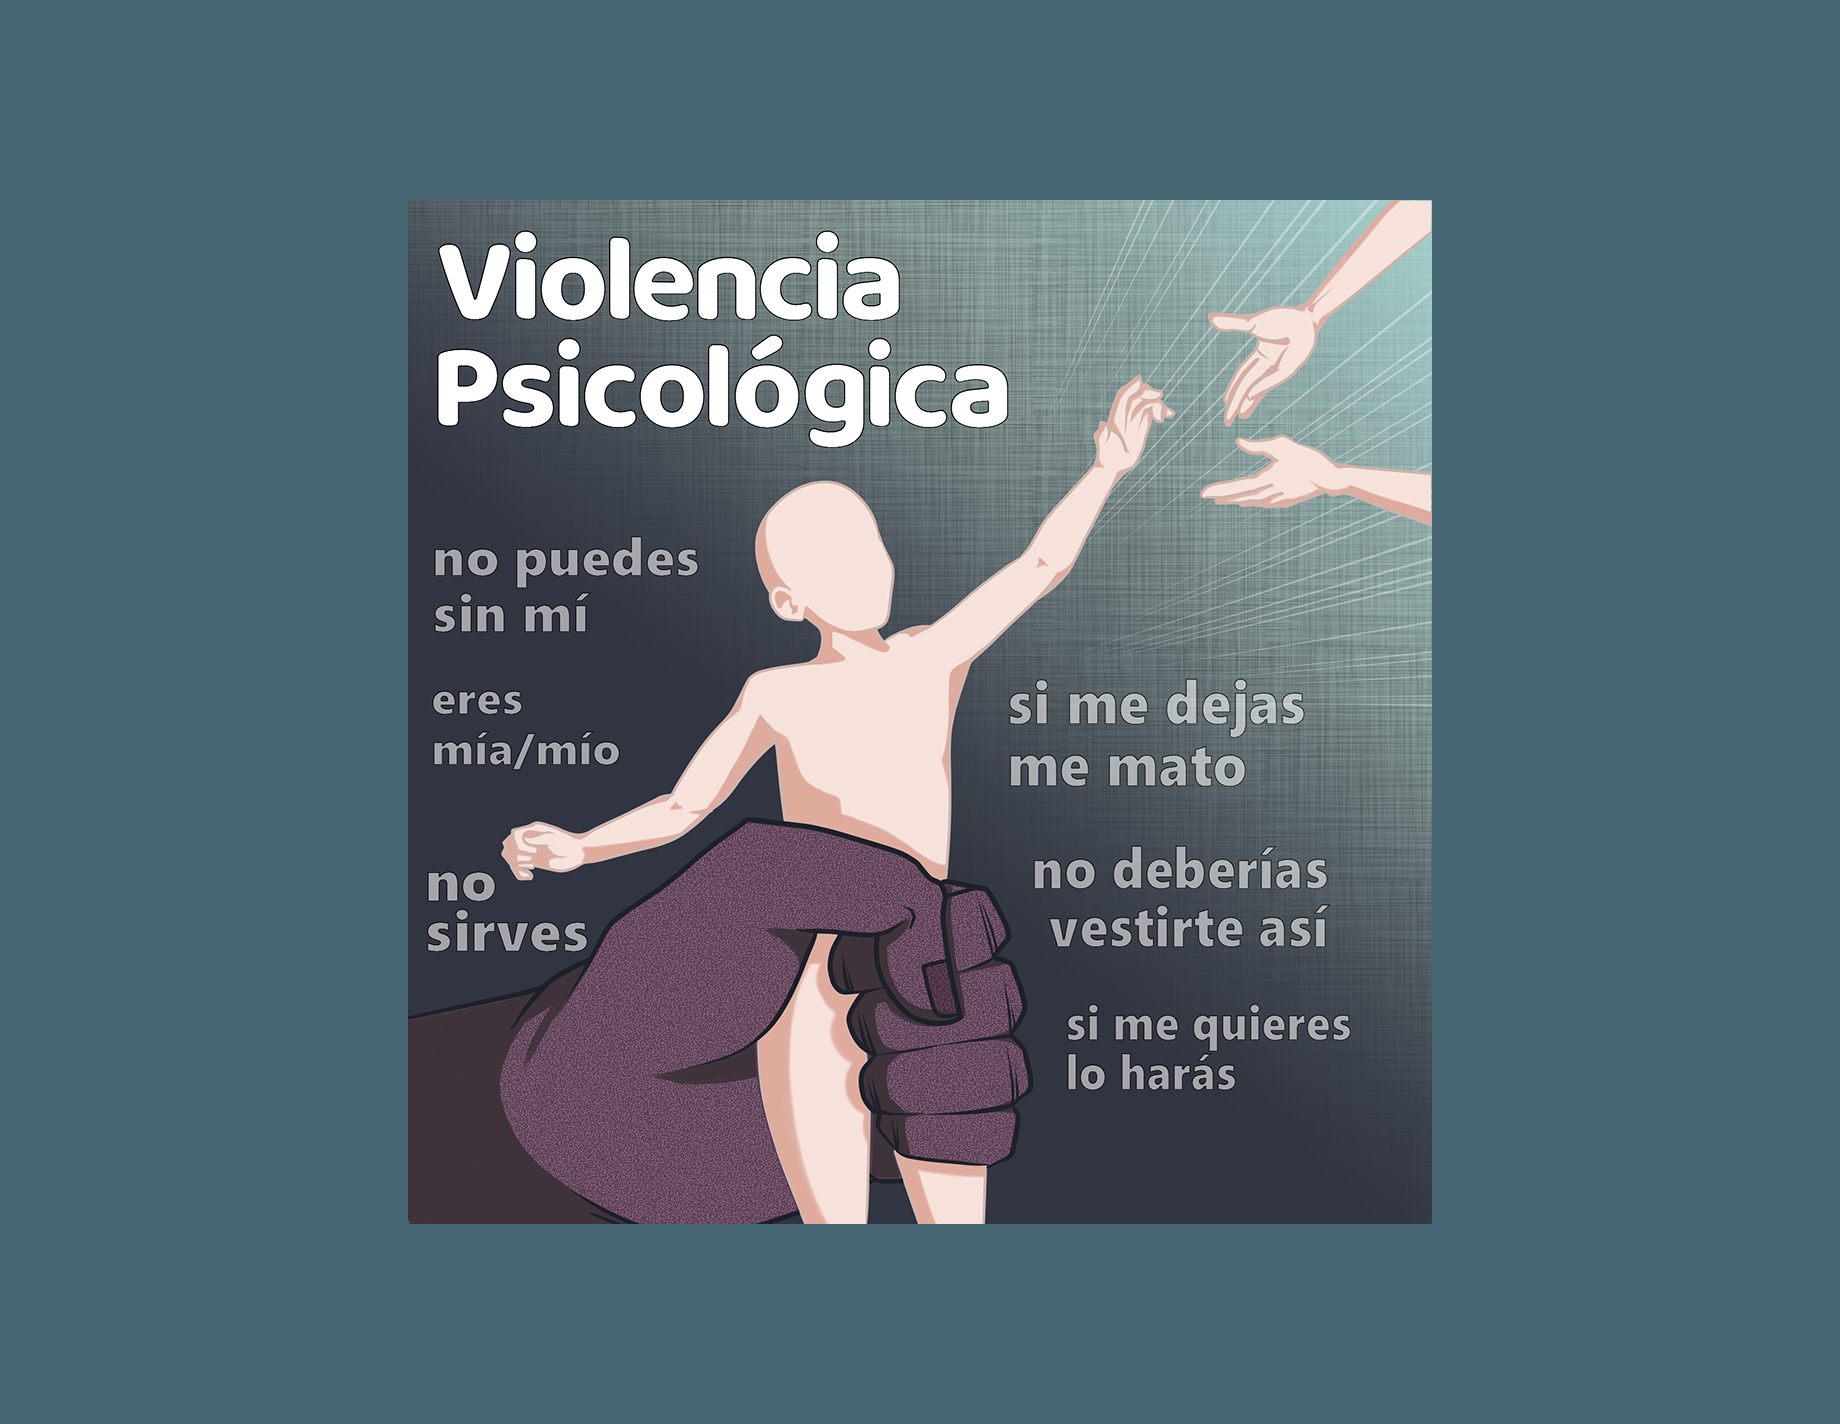 Violencia
Psicológica
no puedes
sin mí
eres
mía/mío
no
sirves
si me dejas
me mato
no deberías
vestirte así
si me quieres
lo harás